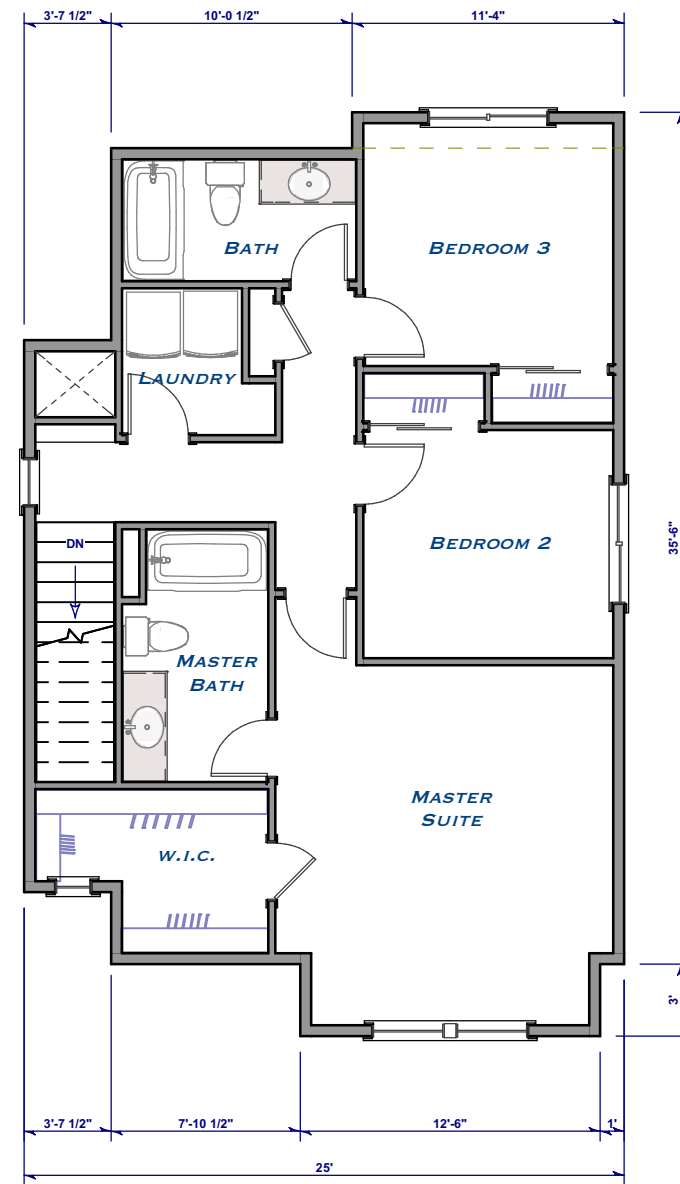 3'-7 1/2" 10'-0 1/2" 11'-4"
BATH
BEDROOM 3
LAUNDRY
35'-6"
DN
BEDROOM 2
MASTER
BATH
MASTER
SUITE
W.I.C.
3'
3'-7 1/2" 7'-10 1/2" 12'-6" 1'
25'